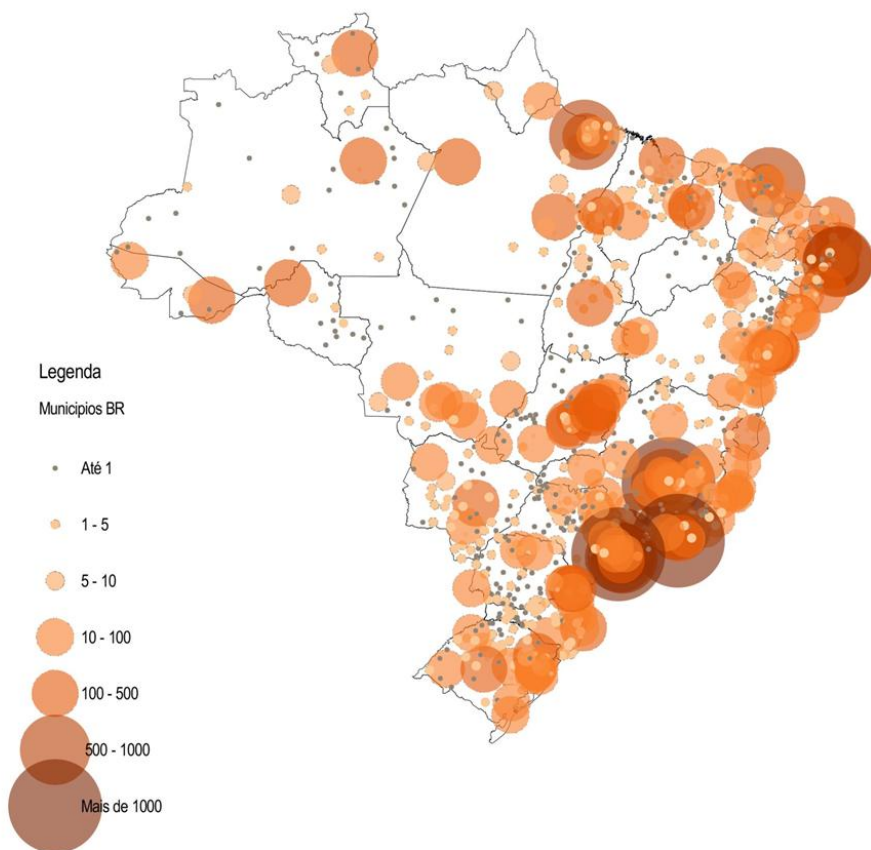 Legenda
Municipios BR
Até 1
1 - 5
5 - 10
10 - 100
100 - 500
500 - 1000
Mais de 1000